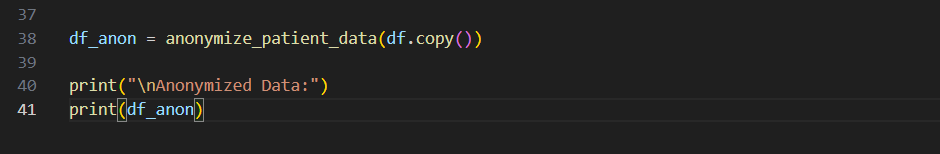 37
38 df_anon = anonymize_patient_data(df.copy())
39
40 print("\nAnonymized Data:")
41 print(df_anon)